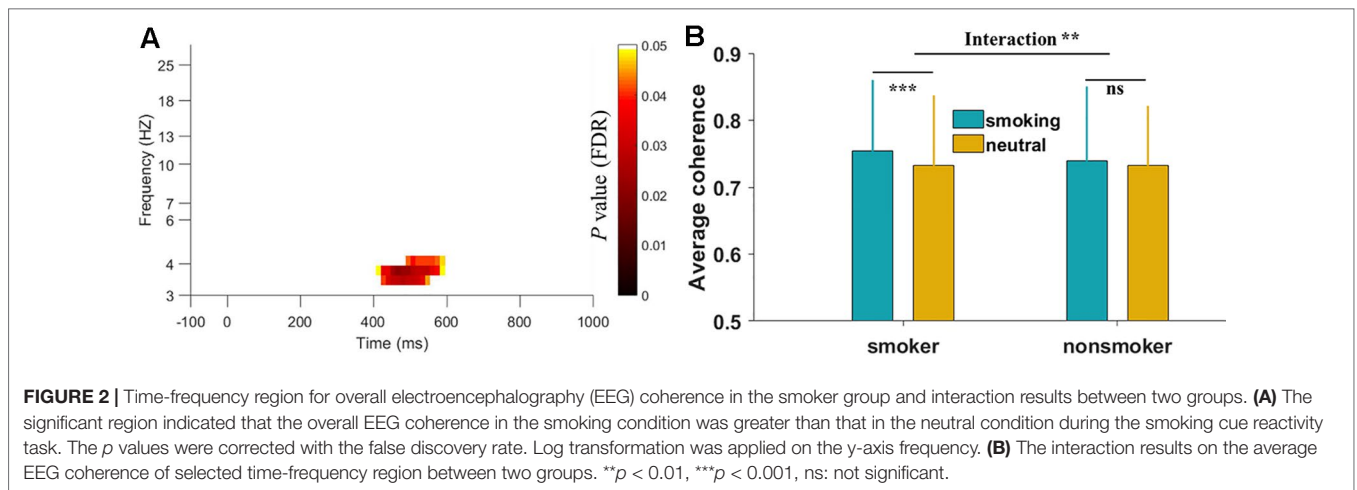 A
Frequency (HZ)
25
18
13
10
7
6
4
3
-100 0 200 400 600 800 1000
Time (ms)
P value (FDR)
0.05
0.04
0.03
0.02
0.01
0
B
Interaction **
*** ns
smoking
neutral
Average coherence
0.9
0.8
0.7
0.6
0.5
smoker nonsmoker
FIGURE 2 | Time-frequency region for overall electroencephalography (EEG) coherence in the smoker group and interaction results between two groups. (A) The
significant region indicated that the overall EEG coherence in the smoking condition was greater than that in the neutral condition during the smoking cue reactivity
task. The p values were corrected with the false discovery rate. Log transformation was applied on the y-axis frequency. (B) The interaction results on the average
EEG coherence of selected time-frequency region between two groups. **p < 0.01, ***p < 0.001, ns: not significant.